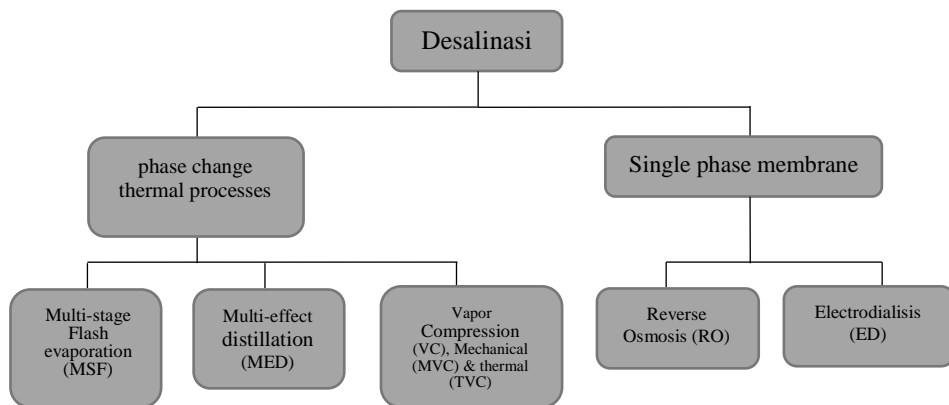 Desalinasi
phase change
thermal processes
Single phase membrane
Multi-stage
Flash
evaporation
(MSF)
Multi-effect
distillation
(MED)
Vapor
Compression
(VC), Mechanical
(MVC) & thermal
(TVC)
Reverse
Osmosis (RO)
Electrodialisis
(ED)